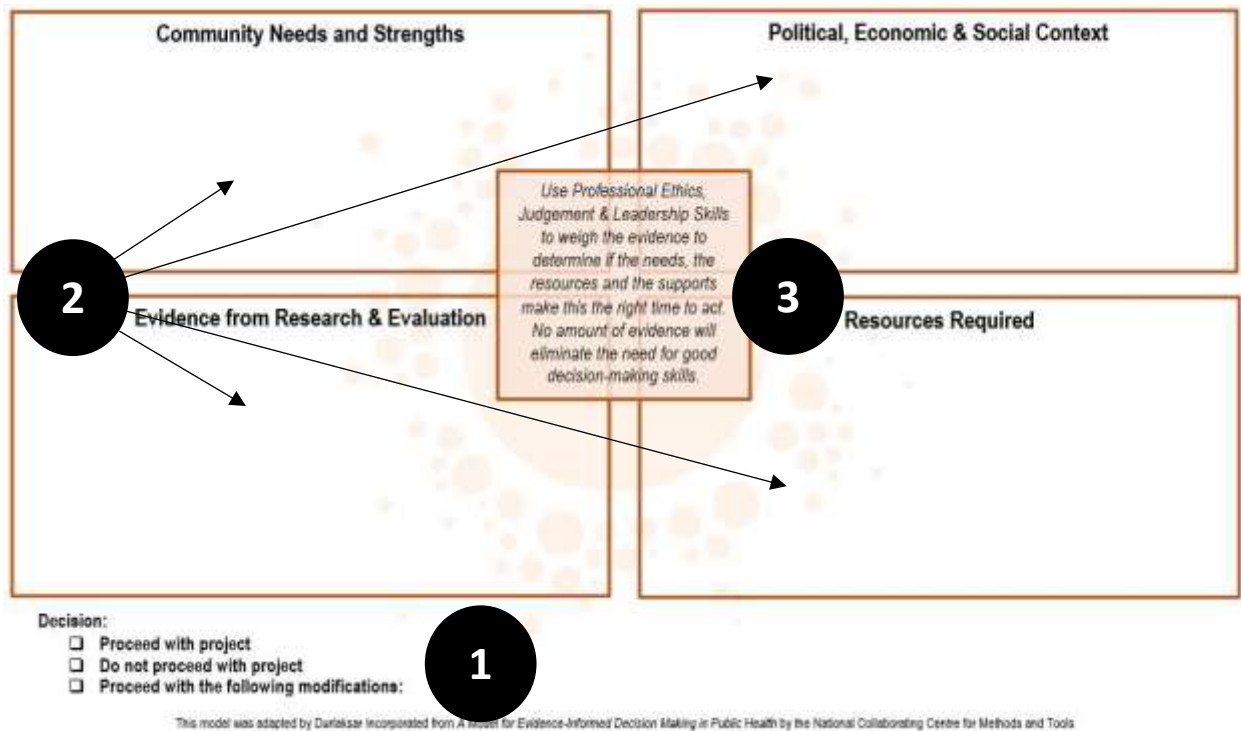 Community Needs and Strengths
Political, Economic & Social Context
Use Professional Ethics,
Judgement & Leadership Skills
to weigh the evidence to
determine if the needs, the
resources and the supports
make this the right time to act.
No amount of evidence will
eliminate the need for good
decision-making skills.
2
3
Evidence from Research & Evaluation
Resources Required
Decision:
❑ Proceed with project
❑ Do not proceed with project
❑ Proceed with the following modifications:
1
This model was adapted by Incorporated from A Model for Evidence-Informed Decision Making in Public Health by the National Collaborating Centre for Methods and Tools